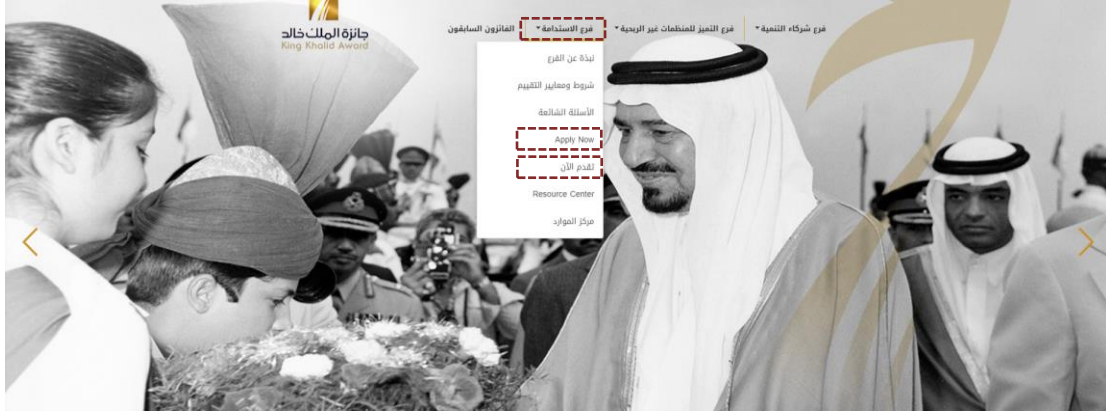 جائزة الملك خالد
King Khalid Award
فرع شركاء التنمية
فرع التميز للمنظمات غير الربحية
فرع الاستدامة
الفائزون السابقون
نبذة عن الفرع
شروط ومعايير التقييم
الأسئلة الشائعة
Apply Now
تقدم الآن
Resource Center
مركز الموارد